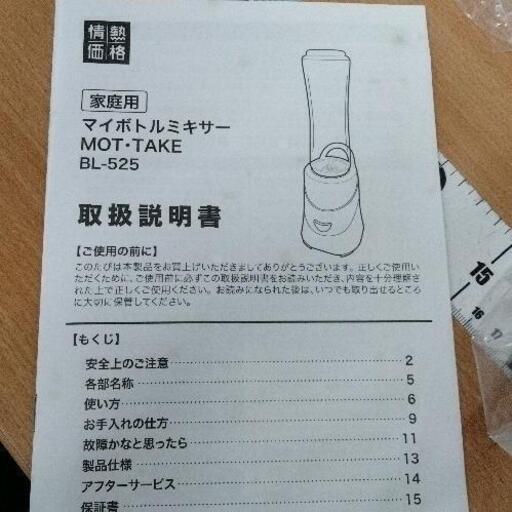 情熱
価格
家庭用
マイボトルミキサー
MOT・TAKE
BL-525
取扱説明書
【ご使用の前に】
このたびは本製品をお買上げいただきましてありがとうございます。正しくご使用い
ただくために、ご使用前に必ずこの取扱説明書をお読みいただき、内容を十分理解さ
れた上で正しくご使用ください。お読みになられた後は、いつでも取り出せるところ
に大切に保管してください。
【もくじ】
安全上のご注意 2
各部名称 5
使い方 6
お手入れの仕方 9
故障かなと思ったら 11
製品仕様 13
アフターサービス 14
保証書 15
15
16
17